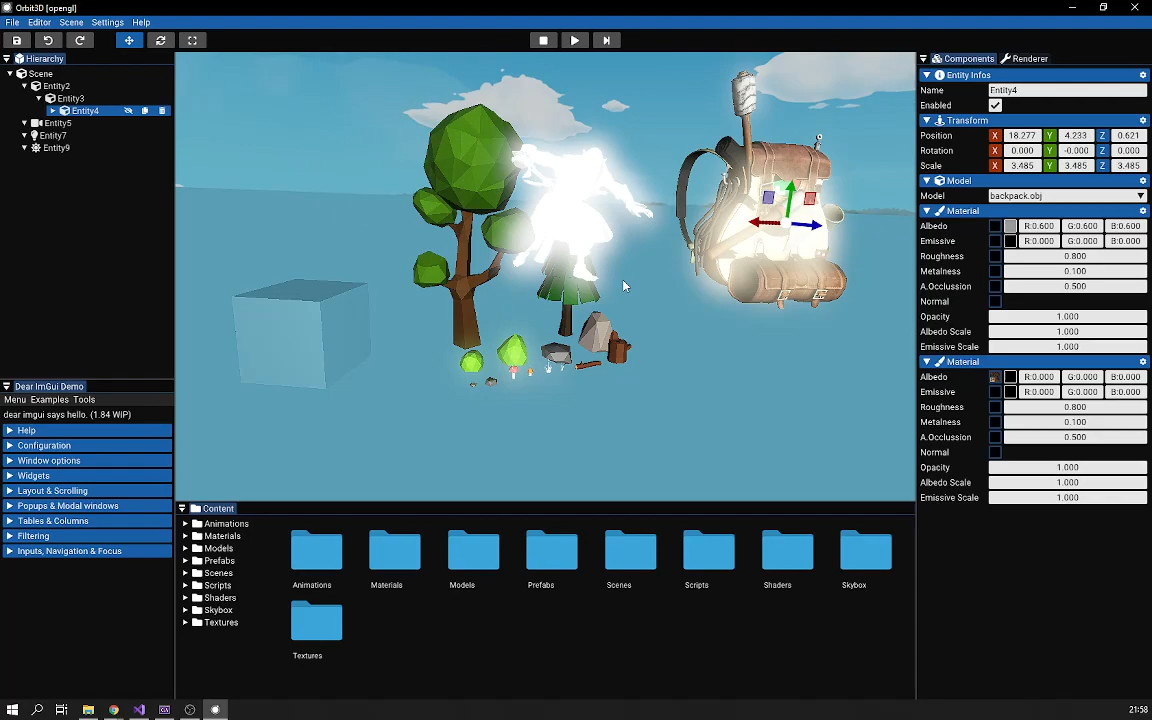 Orbit3D [opengl]
File Editor Scene Settings Help
Hierarchy
Scene
Entity2
Entity3
Entity4
Entity5
Entity7
Entity9
Dear ImGui Demo
Menu Examples Tools
dear imgui says hello. (1.84 WIP)
Help
Configuration
Window options
Widgets
Layout & Scrolling
Popups & Modal windows
Tables & Columns
Filtering
Inputs, Navigation & Focus
Content
Animations
Materials
Models
Prefabs
Scenes
Scripts
Shaders
Skybox
Textures
Animations Materials Models Prefabs Scenes Scripts Shaders Skybox
Textures
Components Renderer
Entity Infos
Name Entity4
Enabled
Transform
Position X 18.277 Y 4.233 Z 0.621
Rotation X 0.000 Y -0.000 Z 0.000
Scale X 3.485 Y 3.485 Z 3.485
Model
Model backpack.obj
Material
Albedo R:0.600 G:0.600 B:0.600
Emissive R:0.000 G:0.000 B:0.000
Roughness 0.800
Metalness 0.100
A.Occlussion 0.500
Normal
Opacity 1.000
Albedo Scale 1.000
Emissive Scale 1.000
Material
Albedo R:0.000 G:0.000 B:0.000
Emissive R:0.000 G:0.000 B:0.000
Roughness 0.800
Metalness 0.100
A.Occlussion 0.500
Normal
Opacity 1.000
Albedo Scale 1.000
Emissive Scale 1.000
21:58